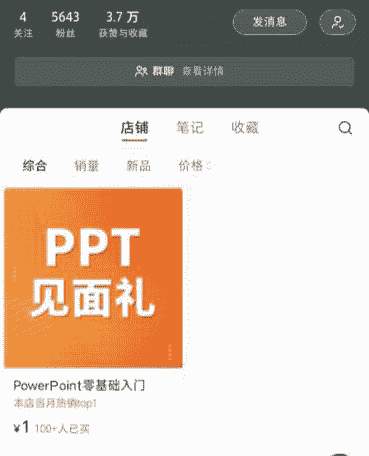 4 5643 3.7 万
关注 粉丝 获赞与收藏
发消息
群聊 查看详情
店铺 笔记 收藏
综合 销量 新品 价格
PPT
见面礼
PowerPoint零基础入门
本店当月热销top1
¥1 100+人已买